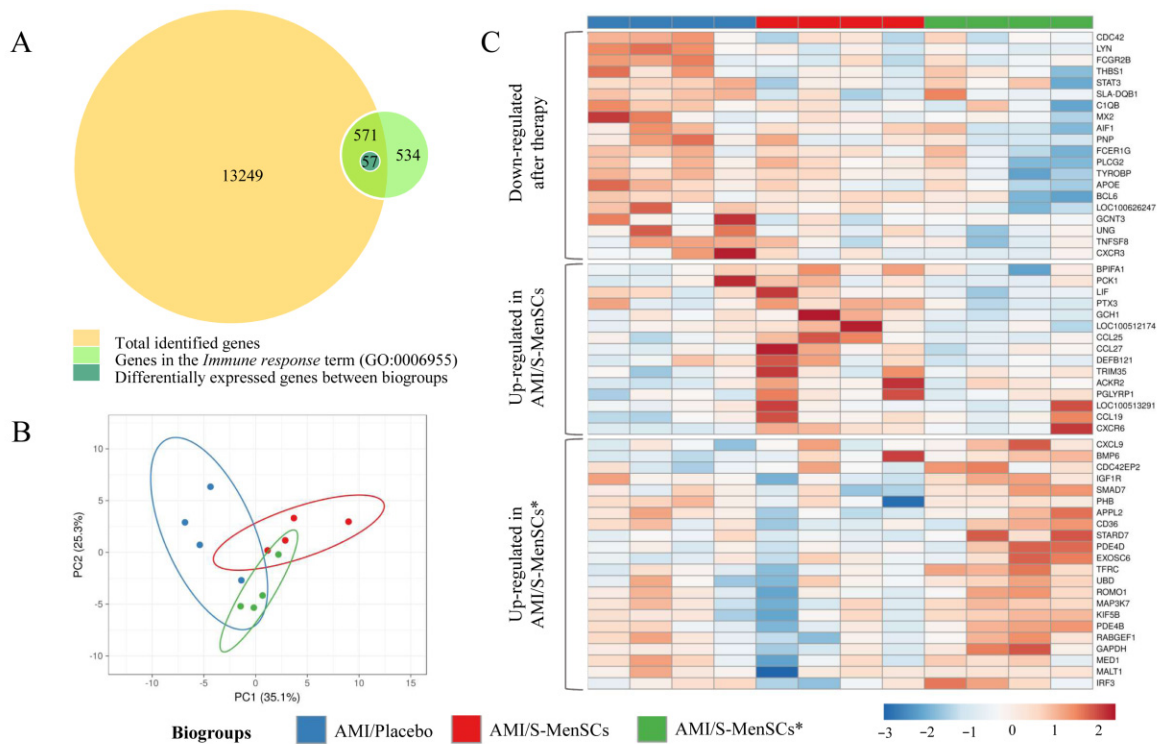 A
571
534
57
13249
Total identified genes
Genes in the Immune response term (GO:0006955)
Differentially expressed genes between biogroups
B
10
5
0
-5
-10
PC2 (25.3%)
-10
-5
0
5
10
15
PC1 (35.1%)
C
Down-regulated
after therapy
CDC42
LYN
FCGR2B
THBS1
STAT3
SLA-DQB1
C1QB
MX2
AIF1
PNP
FCER1G
PLCG2
TYROBP
APOE
BCL6
LOC100626247
GCNT3
UNG
TNFSF8
CXCR3
Up-regulated in
AMI/S-MenSCs
BPIFA1
PCK1
LIF
PTX3
GCH1
LOC100512174
CCL25
CCL27
DEFB121
TRIM35
ACKR2
PGLYRP1
LOC100513291
CCL19
CXCR6
Up-regulated in
AMI/S-MenSCs*
CXCL9
BMP6
CDC42EP2
IGF1R
SMAD7
PHB
APPL2
CD36
STARD7
PDE4D
EXOSC6
TFRC
UBD
ROMO1
MAP3K7
KIF5B
PDE4B
RABGEF1
GAPDH
MED1
MALT1
IRF3
Biogroups
AMI/Placebo
AMI/S-MenSCs
AMI/S-MenSCs*
−3
−2
−1
0
1
2